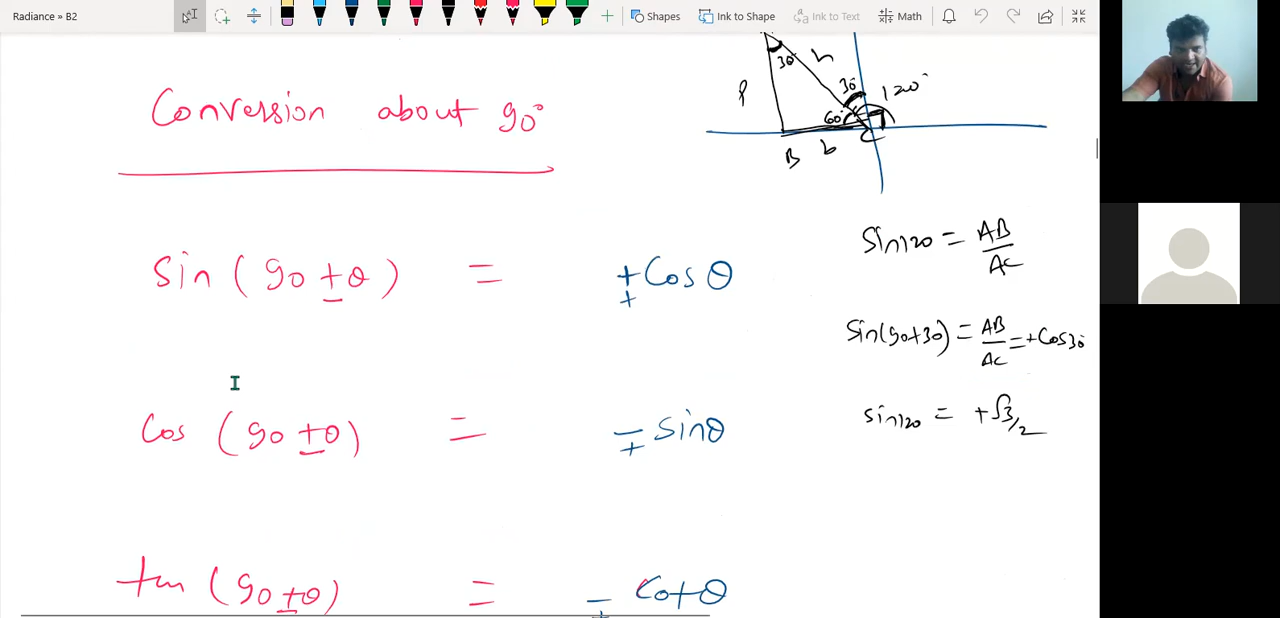 Radiance » B2
Shapes
Ink to Shape
Ink to Text
Math
Conversion about 90°
30°
h
P
30°
120°
60°
B
b
C
sin (90 ± θ) = + + Cos θ
Cos (90 ± θ) = − + sin θ
tan (90 ± θ) = − + Cot θ
Sin120 = AB/AC
Sin(90+30) = AB/AC = +Cos30
sin120 = +√3/2